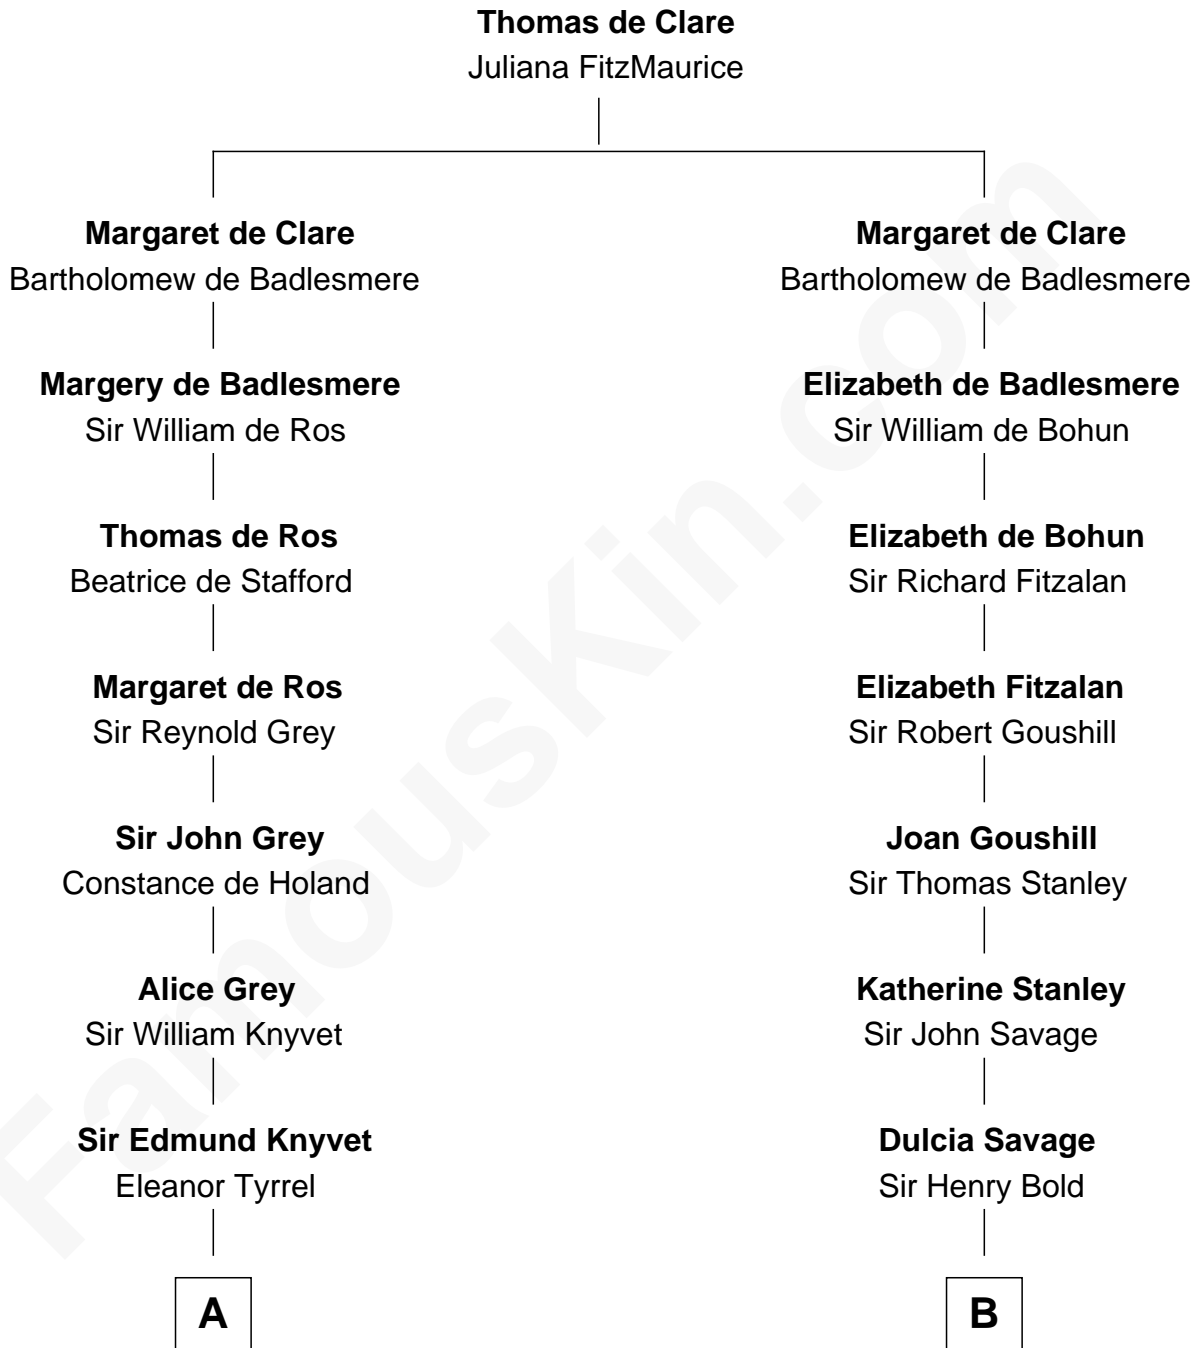 Thomas de Clare
Juliana FitzMaurice
Margaret de Clare
Bartholomew de Badlesmere
Margery de Badlesmere
Sir William de Ros
Thomas de Ros
Beatrice de Stafford
Margaret de Ros
Sir Reynold Grey
Sir John Grey
Constance de Holand
Alice Grey
Sir William Knyvet
Sir Edmund Knyvet
Eleanor Tyrrel
A
Margaret de Clare
Bartholomew de Badlesmere
Elizabeth de Badlesmere
Sir William de Bohun
Elizabeth de Bohun
Sir Richard Fitzalan
Elizabeth Fitzalan
Sir Robert Goushill
Joan Goushill
Sir Thomas Stanley
Katherine Stanley
Sir John Savage
Dulcia Savage
Sir Henry Bold
B
FamousKin.com